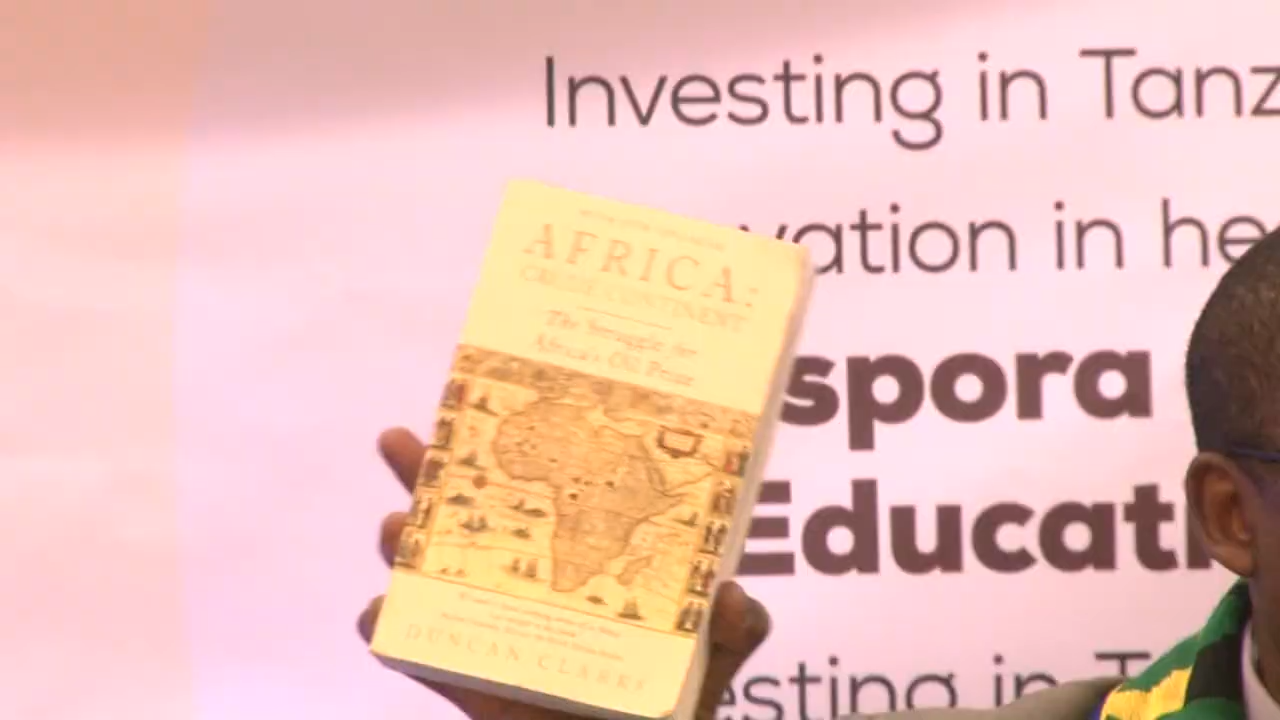 Investing in Tanz
vation in he
spora
Educati
esting in T
AFRICA:
CRUDE CONTINENT
The Struggle for
Africa's Oil Prize
DUNCAN CLARKE